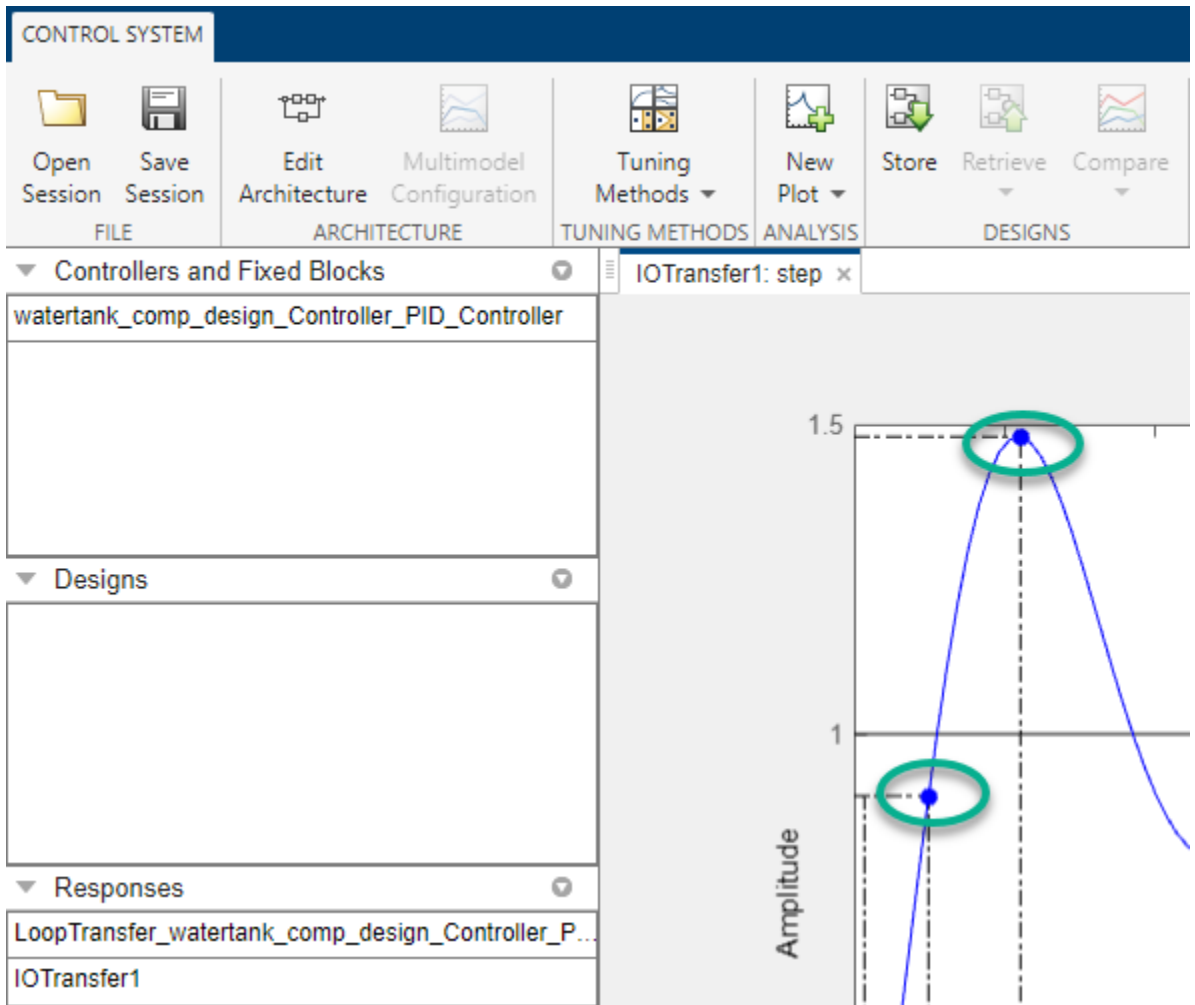 CONTROL SYSTEM
Open Session
Save Session
Edit Architecture
Multimodel Configuration
Tuning Methods
New Plot
Store
Retrieve
Compare
FILE
ARCHITECTURE
TUNING METHODS
ANALYSIS
DESIGNS
Controllers and Fixed Blocks
watertank_comp_design_Controller_PID_Controller
Designs
Responses
LoopTransfer_watertank_comp_design_Controller_P...
IOTransfer1
IOTransfer1: step ×
1.5
1
Amplitude